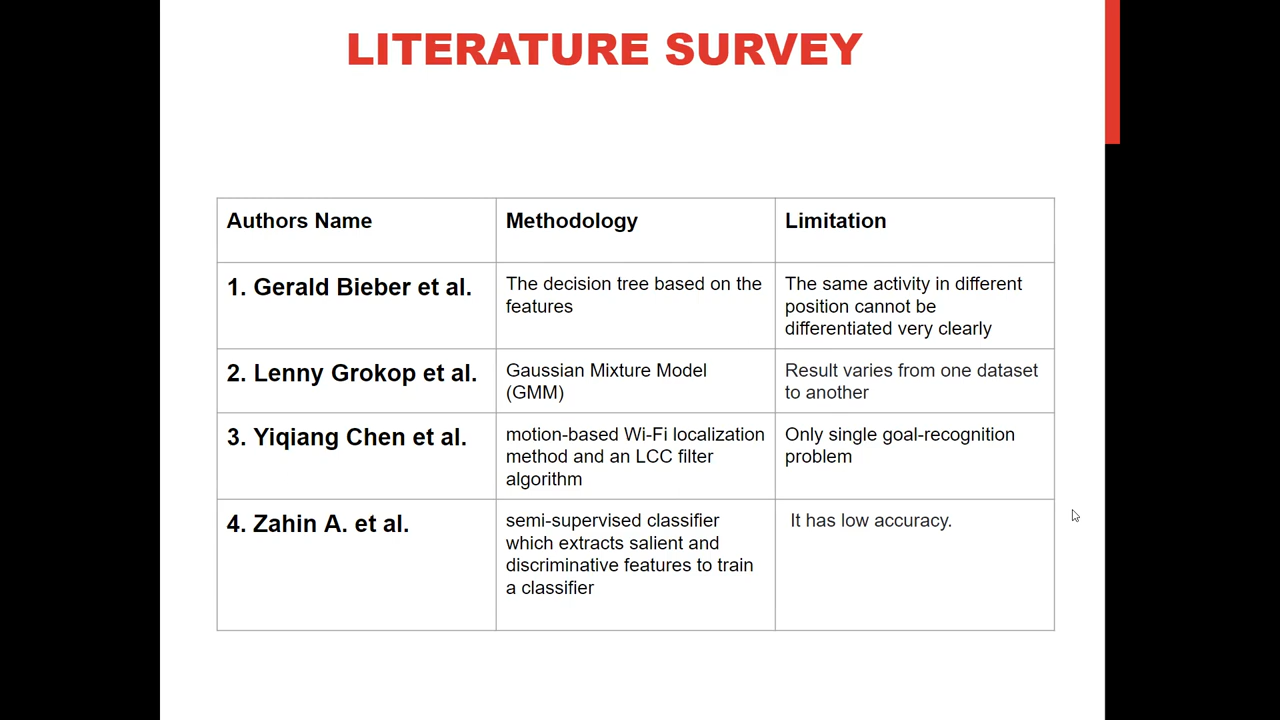 LITERATURE SURVEY
Authors Name
Methodology
Limitation
1. Gerald Bieber et al.
The decision tree based on the
features
The same activity in different
position cannot be
differentiated very clearly
2. Lenny Grokop et al.
Gaussian Mixture Model
(GMM)
Result varies from one dataset
to another
3. Yiqiang Chen et al.
motion-based Wi-Fi localization
method and an LCC filter
algorithm
Only single goal-recognition
problem
4. Zahin A. et al.
semi-supervised classifier
which extracts salient and
discriminative features to train
a classifier
It has low accuracy.